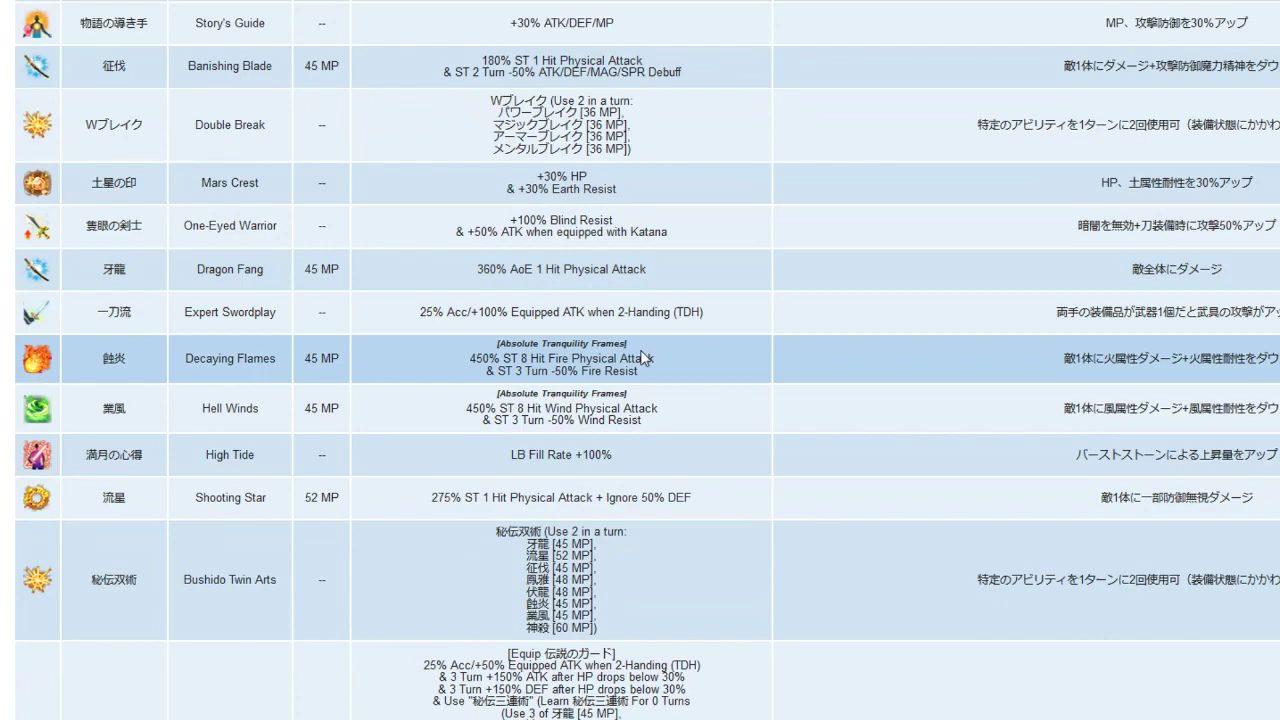 物語の導き手 Story's Guide -- +30% ATK/DEF/MP MP、攻撃防御を30%アップ
征伐 Banishing Blade 45 MP 180% ST 1 Hit Physical Attack
& ST 2 Turn -50% ATK/DEF/MAG/SPR Debuff 敵1体にダメージ+攻撃防御魔力精神をダウ
Wブレイク Double Break -- Wブレイク (Use 2 in a turn:
パワーブレイク [36 MP],
マジックブレイク [36 MP],
アーマーブレイク [36 MP],
メンタルブレイク [36 MP]) 特定のアビリティを1ターンに2回使用可（装備状態にかかわ
土星の印 Mars Crest -- +30% HP
& +30% Earth Resist HP、土属性耐性を30%アップ
隻眼の剣士 One-Eyed Warrior -- +100% Blind Resist
& +50% ATK when equipped with Katana 暗闇を無効+刀装備時に攻撃50%アップ
牙龍 Dragon Fang 45 MP 360% AoE 1 Hit Physical Attack 敵全体にダメージ
一刀流 Expert Swordplay -- 25% Acc/+100% Equipped ATK when 2-Handing (TDH) 両手の装備品が武器1個だと武具の攻撃がアッ
蝕炎 Decaying Flames 45 MP [Absolute Tranquility Frames]
450% ST 8 Hit Fire Physical Attack
& ST 3 Turn -50% Fire Resist 敵1体に火属性ダメージ+火属性耐性をダウ
業風 Hell Winds 45 MP [Absolute Tranquility Frames]
450% ST 8 Hit Wind Physical Attack
& ST 3 Turn -50% Wind Resist 敵1体に風属性ダメージ+風属性耐性をダウ
満月の心得 High Tide -- LB Fill Rate +100% バーストストーンによる上昇量をアップ
流星 Shooting Star 52 MP 275% ST 1 Hit Physical Attack + Ignore 50% DEF 敵1体に一部防御無視ダメージ
秘伝双術 Bushido Twin Arts -- 秘伝双術 (Use 2 in a turn:
牙龍 [45 MP],
流星 [52 MP],
征伐 [45 MP],
鳳雅 [48 MP],
伏龍 [48 MP],
蝕炎 [45 MP],
業風 [45 MP],
神殺 [60 MP]) 特定のアビリティを1ターンに2回使用可（装備状態にかかわ
[Equip 伝説のガード]
25% Acc/+50% Equipped ATK when 2-Handing (TDH)
& 3 Turn +150% ATK after HP drops below 30%
& 3 Turn +150% DEF after HP drops below 30%
& Use "秘伝三連術" (Learn 秘伝三連術 For 0 Turns
(Use 3 of 牙龍 [45 MP],